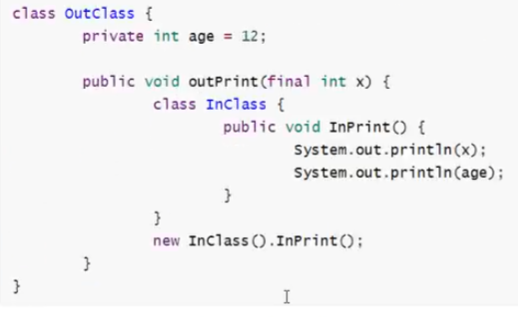 class OutClass {
private int age = 12;
public void outPrint(final int x) {
class InClass {
public void InPrint() {
System.out.println(x);
System.out.println(age);
}
}
new InClass().InPrint();
}
}